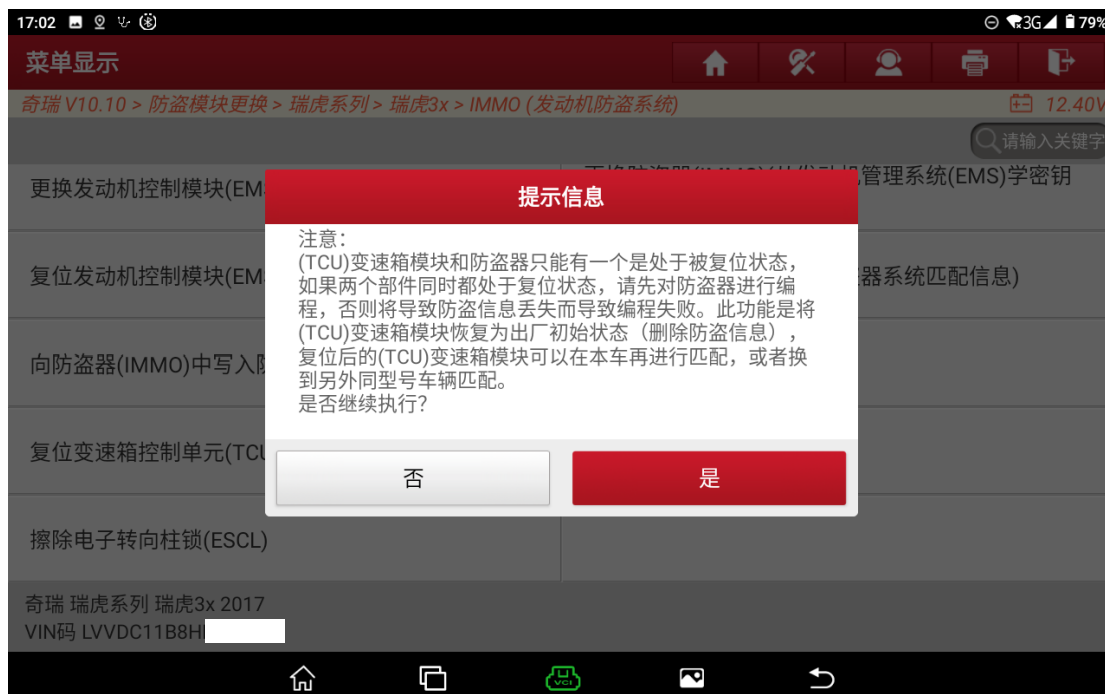 17:02
3G 79%
菜单显示
奇瑞 V10.10 > 防盗模块更换 > 瑞虎系列 > 瑞虎3x > IMMO (发动机防盗系统)
12.40V
请输入关键字
更换发动机控制模块(EM
管理系统(EMS)学密钥
复位发动机控制模块(EM
器系统匹配信息)
向防盗器(IMMO)中写入
复位变速箱控制单元(TCU
擦除电子转向柱锁(ESCL)
提示信息
注意：
(TCU)变速箱模块和防盗器只能有一个是处于被复位状态，
如果两个部件同时都处于复位状态，请先对防盗器进行编
程，否则将导致防盗信息丢失而导致编程失败。此功能是将
(TCU)变速箱模块恢复为出厂初始状态（删除防盗信息），
复位后的(TCU)变速箱模块可以在本车再进行匹配，或者换
到另外同型号车辆匹配。
是否继续执行？
否
是
奇瑞 瑞虎系列 瑞虎3x 2017
VIN码 LVVDC11B8H
VCI